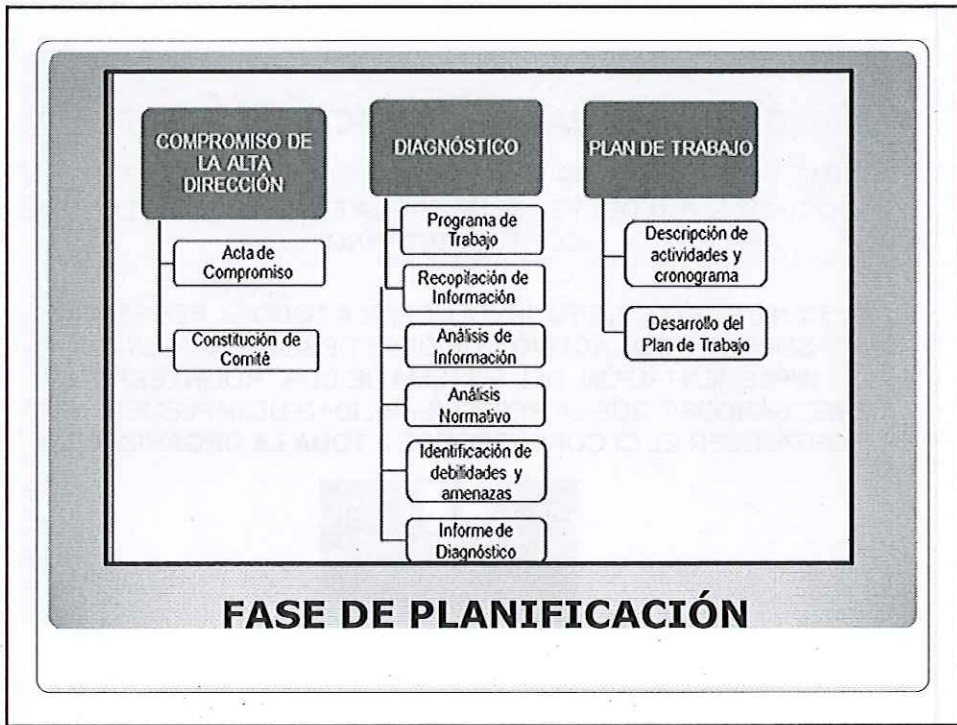 COMPROMISO DE
LA ALTA
DIRECCIÓN
Acta de
Compromiso
Constitución de
Comité
DIAGNÓSTICO
Programa de
Trabajo
Recopilación de
Información
Análisis de
Información
Análisis
Normativo
Identificación de
debilidades y
amenazas
Informe de
Diagnóstico
PLAN DE TRABAJO
Descripción de
actividades y
cronograma
Desarrollo del
Plan de Trabajo
FASE DE PLANIFICACIÓN